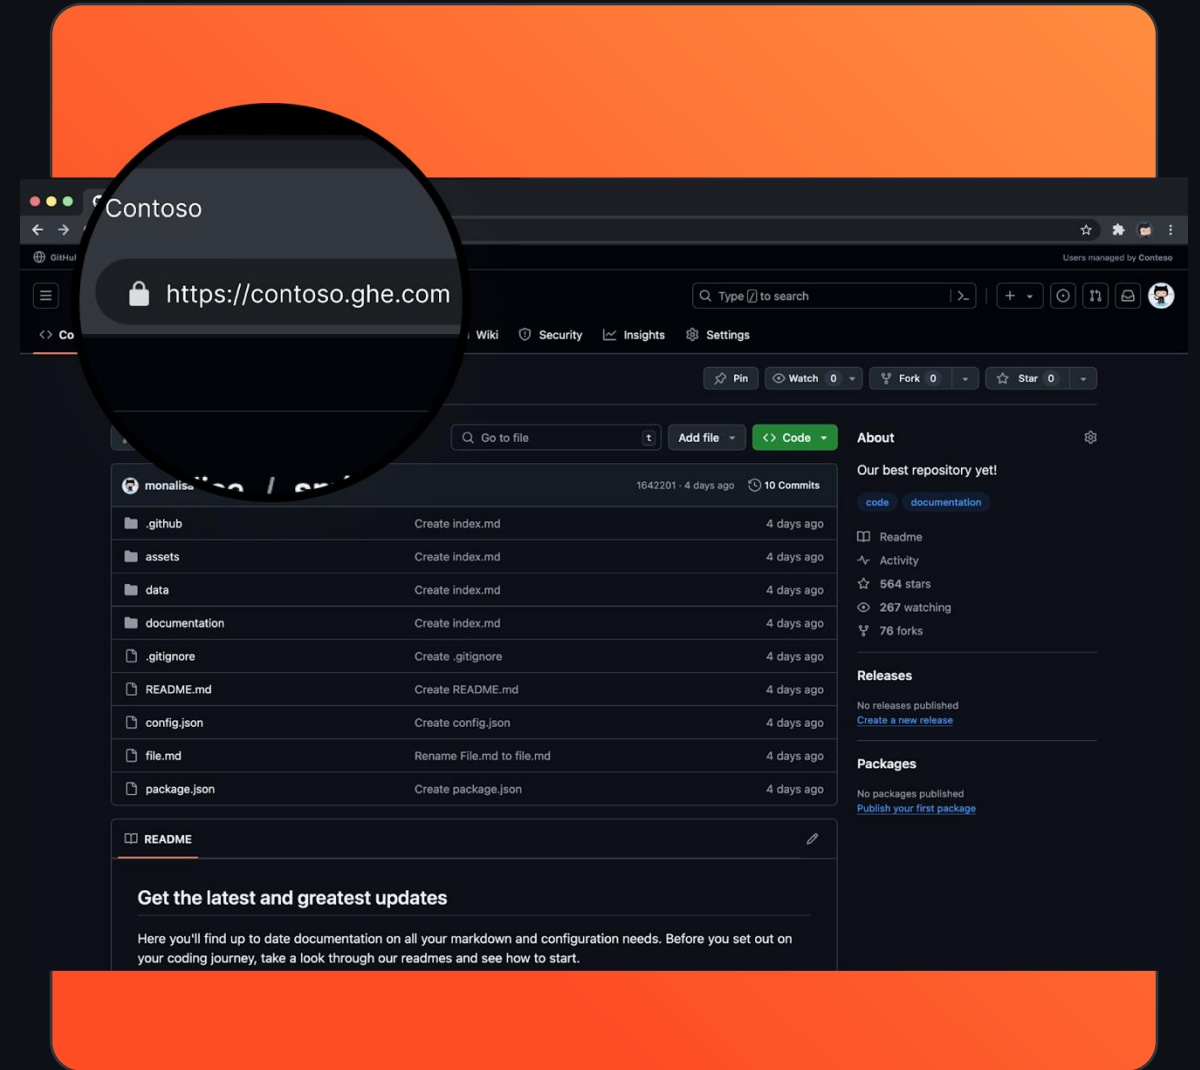 Contoso
https://contoso.ghe.com
Users managed by Conteso
Type / to search
Wiki Security Insights Settings
Pin Watch 0 Fork 0 Star 0
Go to file t Add file Code
1642201 · 4 days ago 10 Commits
.github Create index.md 4 days ago
assets Create index.md 4 days ago
data Create index.md 4 days ago
documentation Create index.md 4 days ago
.gitignore Create .gitignore 4 days ago
README.md Create README.md 4 days ago
config.json Create config.json 4 days ago
file.md Rename File.md to file.md 4 days ago
package.json Create package.json 4 days ago
README
Get the latest and greatest updates
Here you'll find up to date documentation on all your markdown and configuration needs. Before you set out on
your coding journey, take a look through our readmes and see how to start.
About
Our best repository yet!
code documentation
Readme
Activity
564 stars
267 watching
76 forks
Releases
No releases published
Create a new release
Packages
No packages published
Publish your first package